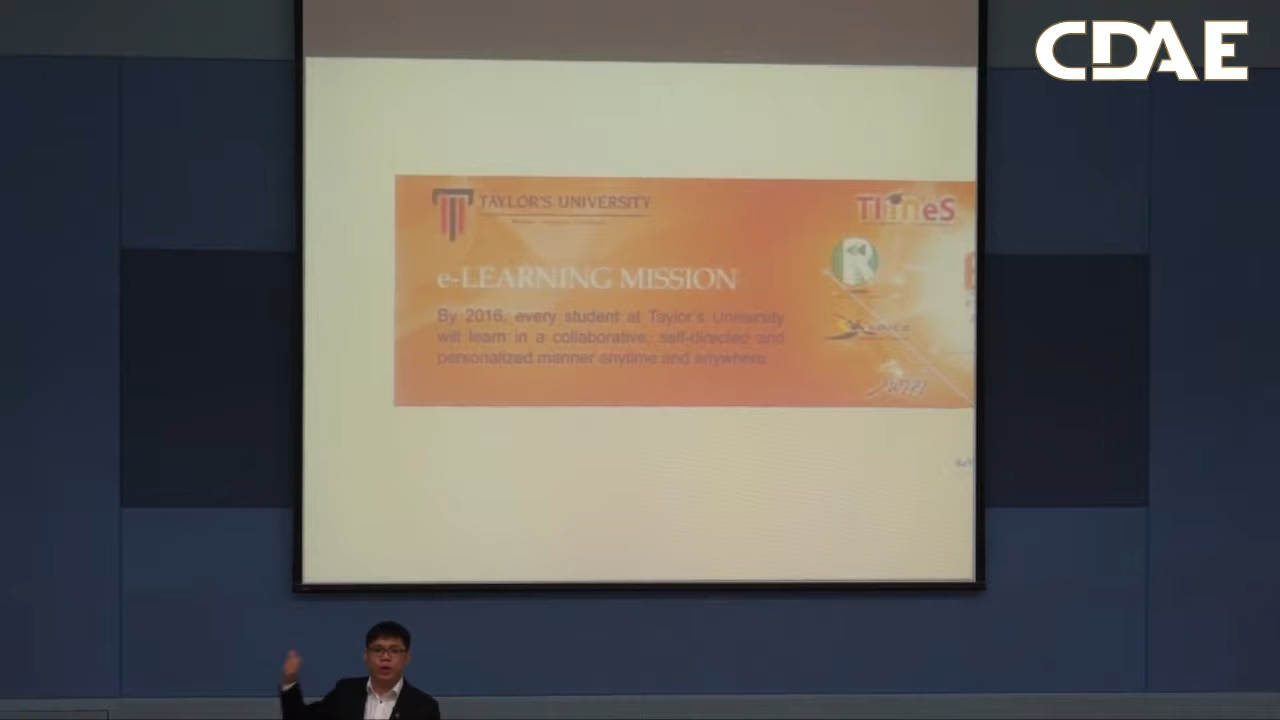 CDAE
TAYLOR'S UNIVERSITY
TIMeS
e-LEARNING MISSION
By 2016, every student at Taylor's University
will learn in a collaborative, self-directed and
personalized manner anytime and anywhere.